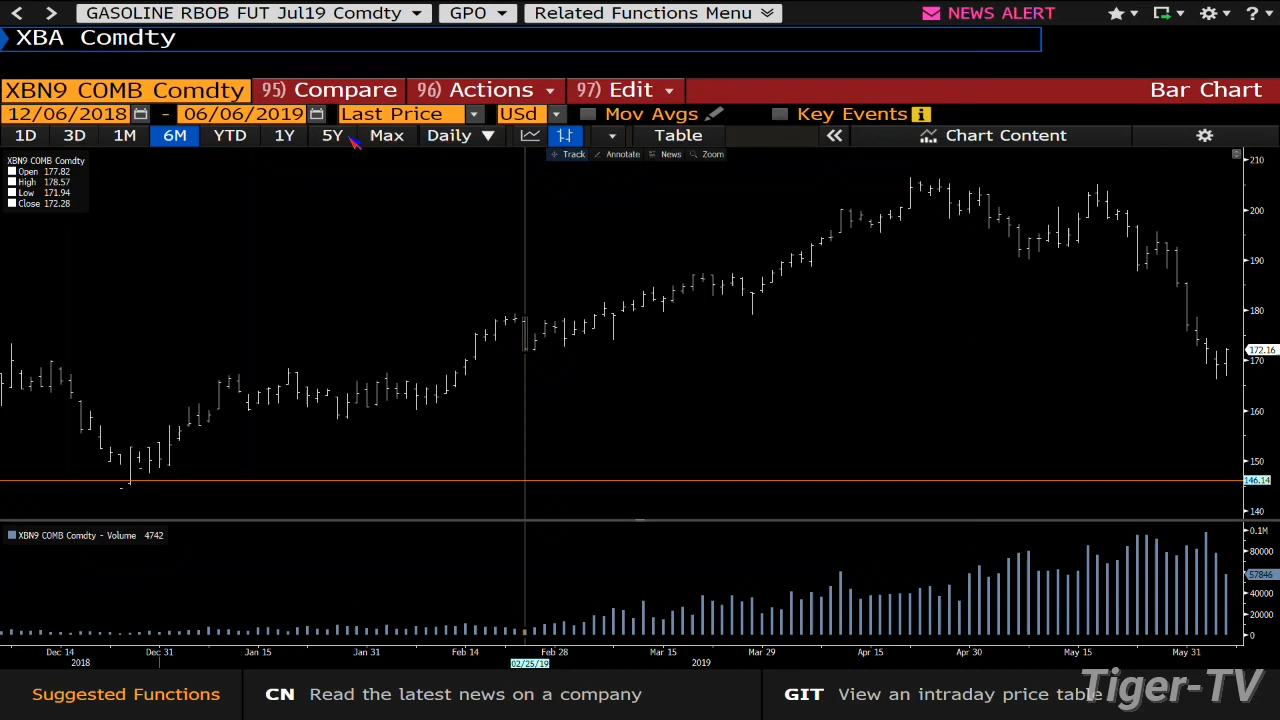 GASOLINE RBOB FUT Jul19 Comdty GPO Related Functions Menu NEWS ALERT ?
XBA Comdty
XBN9 COMB Comdty 95) Compare 96) Actions 97) Edit Bar Chart
12/06/2018 - 06/06/2019 Last Price USd Mov Avgs Key Events i
1D 3D 1M 6M YTD 1Y 5Y Max Daily Table Chart Content
Track Annotate News Zoom
XBN9 COMB Comdty
Open 177.82
High 178.57
Low 171.94
Close 172.28
210
200
190
180
172.16
170
160
150
146.14
140
XBN9 COMB Comdty - Volume 4742
0.1M
80000
57846
40000
20000
0
Dec 14 Dec 31 Jan 15 Jan 31 Feb 14 Feb 28 Mar 15 Mar 29 Apr 15 Apr 30 May 15 May 31
2018 02/25/19 2019
Suggested Functions CN Read the latest news on a company GIT View an intraday price table
Tiger-TV